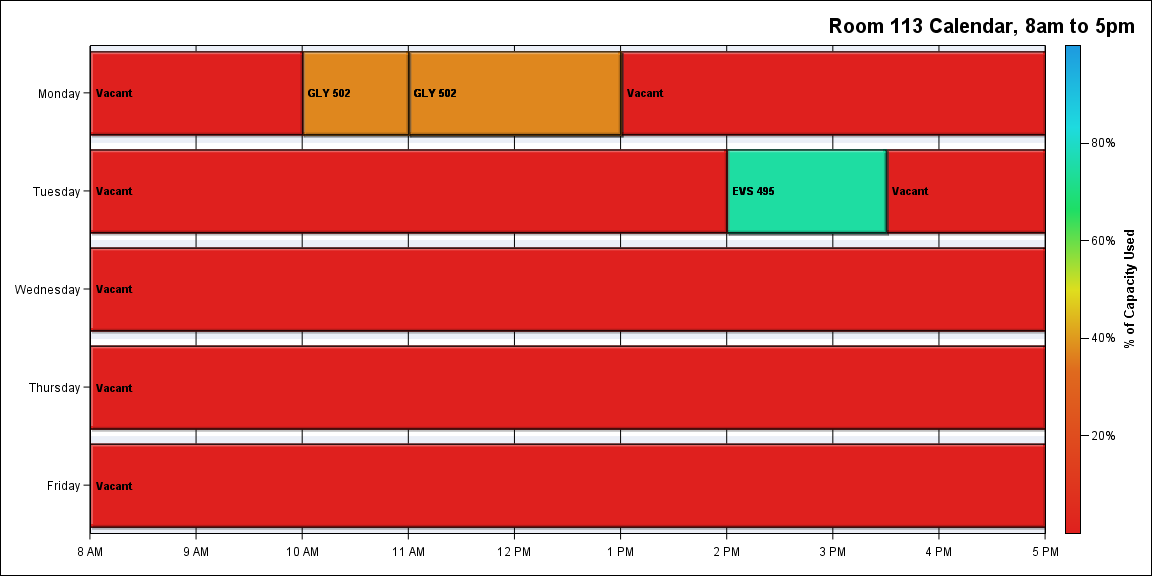 Room 113 Calendar, 8am to 5pm
Monday
Vacant
GLY 502
GLY 502
Vacant
Tuesday
Vacant
EVS 495
Vacant
Wednesday
Vacant
Thursday
Vacant
Friday
Vacant
8 AM 9 AM 10 AM 11 AM 12 PM 1 PM 2 PM 3 PM 4 PM 5 PM
80%
60%
40%
20%
% of Capacity Used